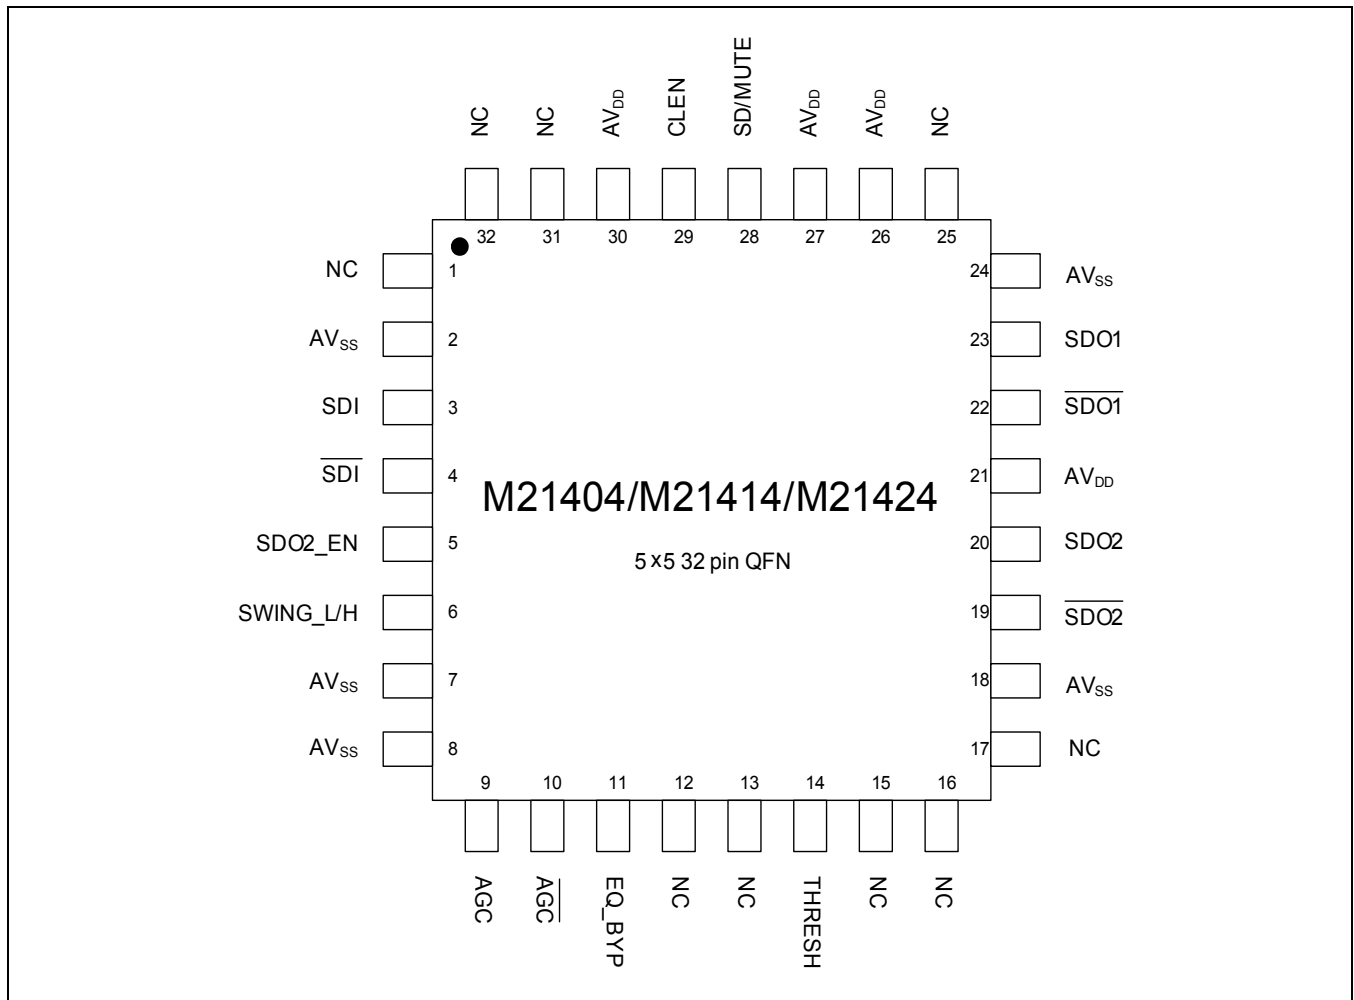 NC NC AVDD CLEN SD/MUTE AVDD AVDD NC
32 31 30 29 28 27 26 25
NC 1 24 AVSS
AVSS 2 23 SDO1
SDI 3 22 SDO1
SDI 4 21 AVDD
M21404/M21414/M21424
SDO2_EN 5 20 SDO2
5x5 32 pin QFN
SWING_L/H 6 19 SDO2
AVSS 7 18 AVSS
AVSS 8 17 NC
9 10 11 12 13 14 15 16
AGC AGC EQ_BYP NC NC THRESH NC NC